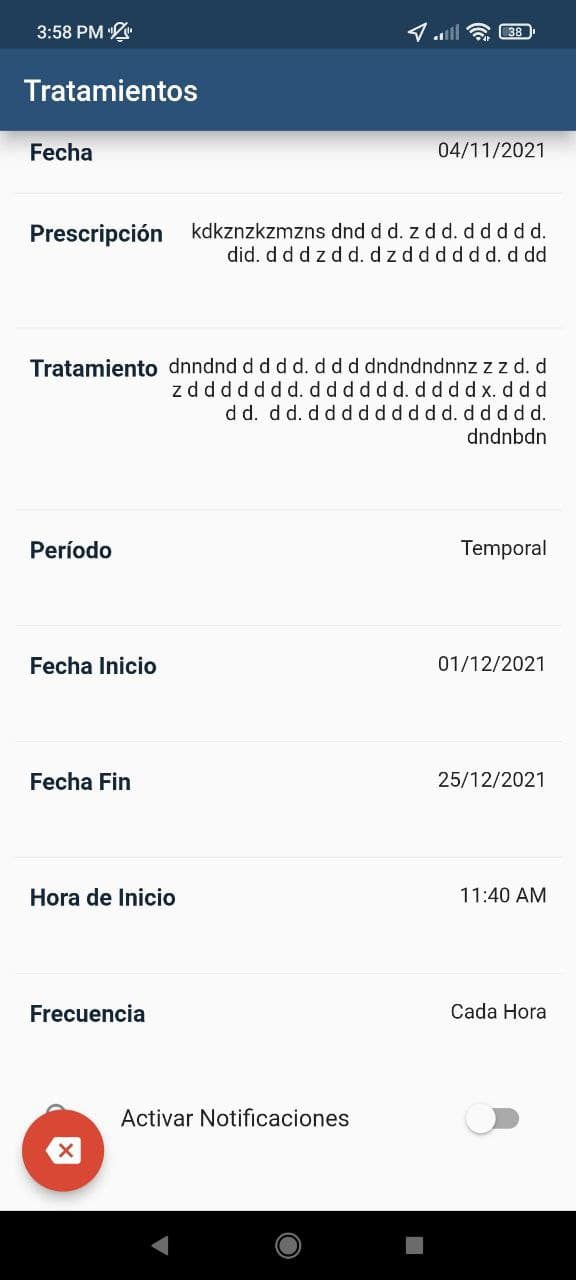 3:58 PM
38
Tratamientos
Fecha 04/11/2021
Prescripción kdkznzkzmzns dnd d d. z d d. d d d d d.
did. d d d z d d. d z d d d d d d. d dd
Tratamiento dnndnd d d d d. d d d dndndndnnz z z d. d
z d d d d d d d. d d d d d d. d d d d x. d d d
d d.  d d. d d d d d d d d d d. d d d d d.
dndnbdn
Período Temporal
Fecha Inicio 01/12/2021
Fecha Fin 25/12/2021
Hora de Inicio 11:40 AM
Frecuencia Cada Hora
Activar Notificaciones